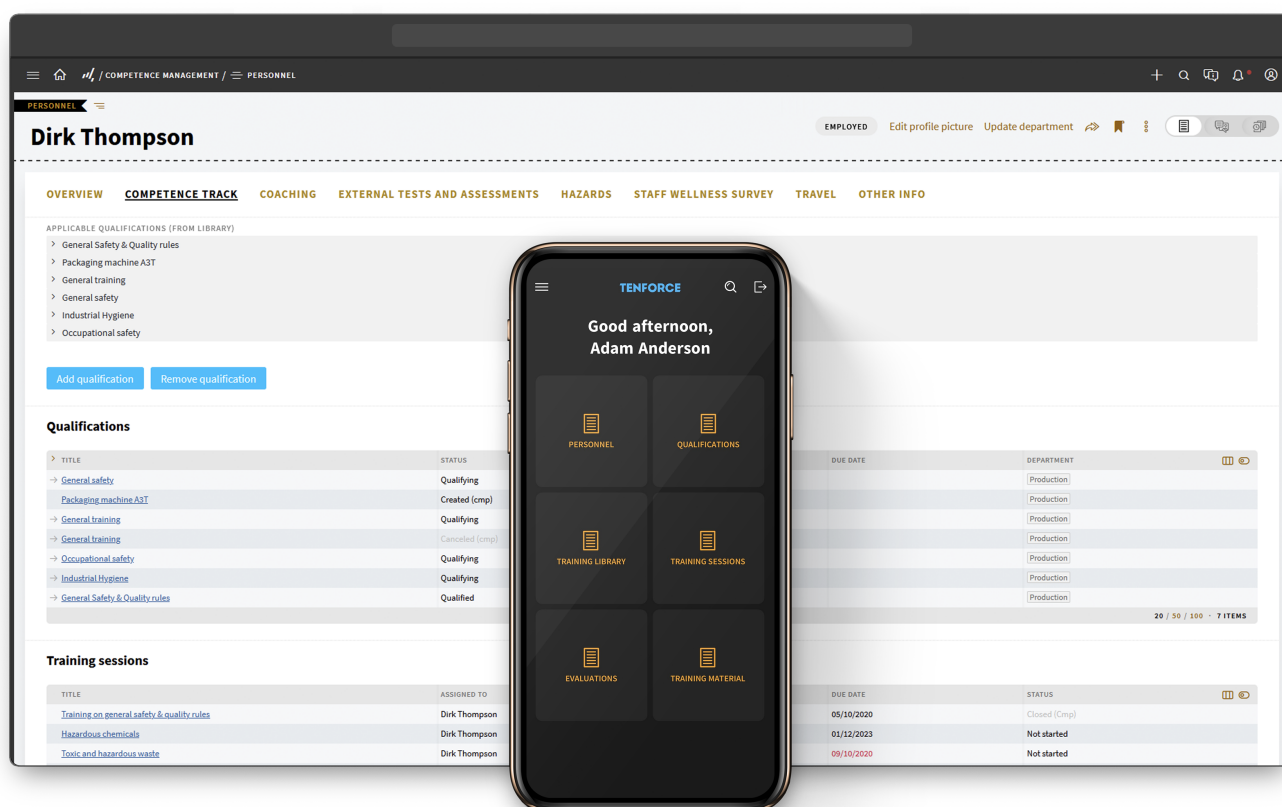 / COMPETENCE MANAGEMENT / PERSONNEL
PERSONNEL
Dirk Thompson
EMPLOYED Edit profile picture Update department
OVERVIEW COMPETENCE TRACK COACHING EXTERNAL TESTS AND ASSESSMENTS HAZARDS STAFF WELLNESS SURVEY TRAVEL OTHER INFO
APPLICABLE QUALIFICATIONS (FROM LIBRARY)
General Safety & Quality rules
Packaging machine A3T
General training
General safety
Industrial Hygiene
Occupational safety
Add qualification Remove qualification
Qualifications
TITLE STATUS DUE DATE DEPARTMENT
General safety Qualifying Production
Packaging machine A3T Created (cmp) Production
General training Qualifying Production
General training Canceled (cmp) Production
Occupational safety Qualifying Production
Industrial Hygiene Qualifying Production
General Safety & Quality rules Qualified Production
20 / 50 / 100 · 7 ITEMS
Training sessions
TITLE ASSIGNED TO DUE DATE STATUS
Training on general safety & quality rules Dirk Thompson 05/10/2020 Closed (Cmp)
Hazardous chemicals Dirk Thompson 01/12/2023 Not started
Toxic and hazardous waste Dirk Thompson 09/10/2020 Not started
TENFORCE
Good afternoon,
Adam Anderson
PERSONNEL QUALIFICATIONS
TRAINING LIBRARY TRAINING SESSIONS
EVALUATIONS TRAINING MATERIAL